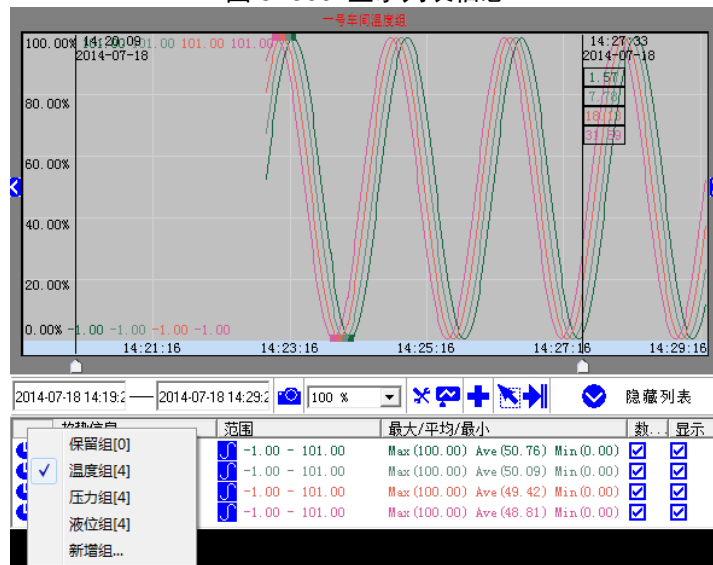 一号车间温度组
100.00% 101.00 101.00 101.00 101.00
14:20:09
2014-07-18
14:27:33
2014-07-18
1.57
7.78
18.13
31.59
80.00%
60.00%
40.00%
20.00%
0.00% -1.00 -1.00 -1.00 -1.00
14:21:16 14:23:16 14:25:16 14:27:16 14:29:16
2014-07-18 14:19:2 2014-07-18 14:29:2 100 % 隐藏列表
范围 最大/平均/最小 数... 显示
-1.00 - 101.00 Max(100.00) Ave(50.76) Min(0.00)
-1.00 - 101.00 Max(100.00) Ave(50.09) Min(0.00)
-1.00 - 101.00 Max(100.00) Ave(49.42) Min(0.00)
-1.00 - 101.00 Max(100.00) Ave(48.81) Min(0.00)
保留组[0]
温度组[4]
压力组[4]
液位组[4]
新增组...